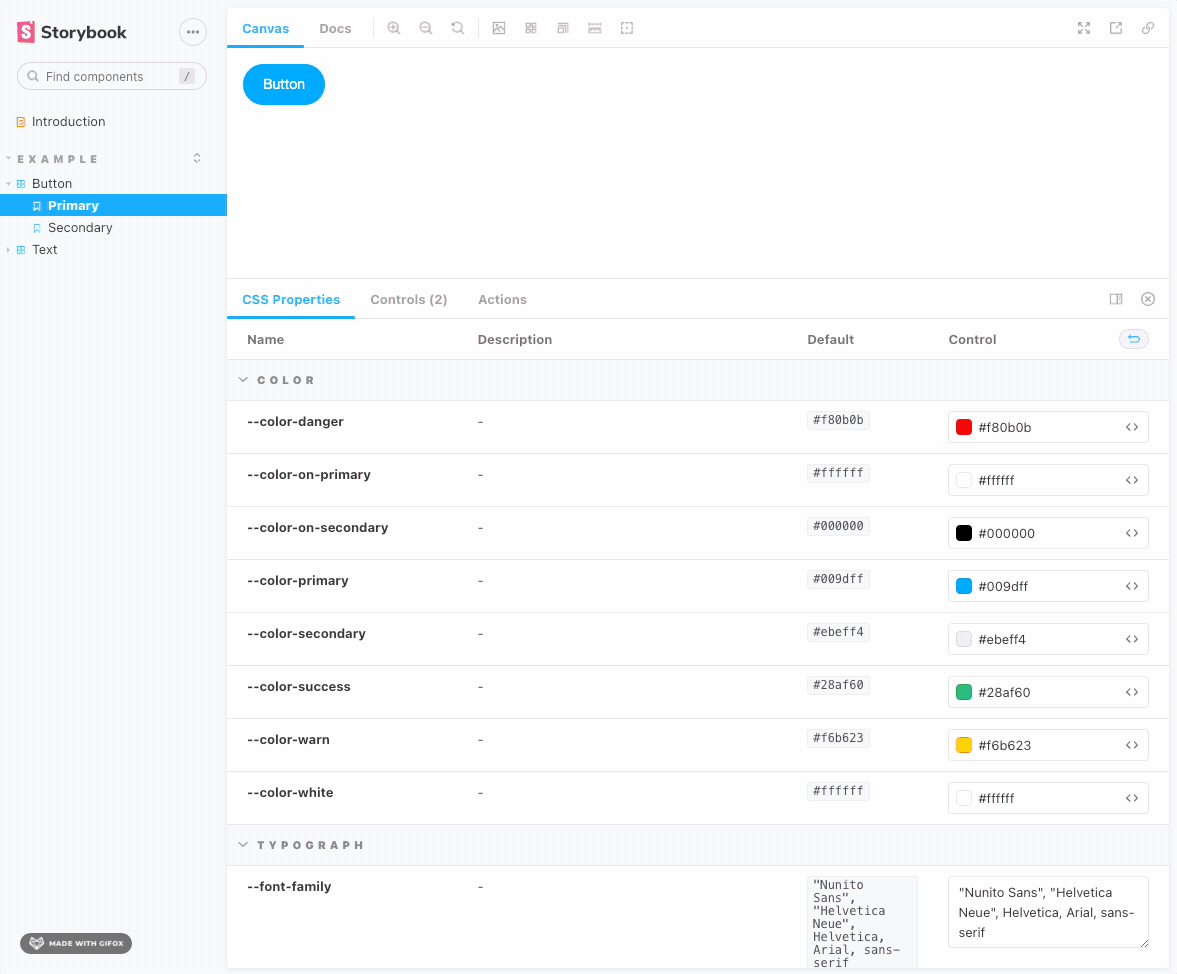 Storybook
Find components /
Introduction
EXAMPLE
Button
Primary
Secondary
Text
MADE WITH GIFOX
Canvas Docs
Button
CSS Properties Controls (2) Actions
Name Description Default Control
COLOR
--color-danger - #f80b0b #f80b0b
--color-on-primary - #ffffff #ffffff
--color-on-secondary - #000000 #000000
--color-primary - #009dff #009dff
--color-secondary - #ebeff4 #ebeff4
--color-success - #28af60 #28af60
--color-warn - #f6b623 #f6b623
--color-white - #ffffff #ffffff
TYPOGRAPH
--font-family -
"Nunito
Sans",
"Helvetica
Neue",
Helvetica,
Arial, sans-
serif
"Nunito Sans", "Helvetica
Neue", Helvetica, Arial, sans-
serif